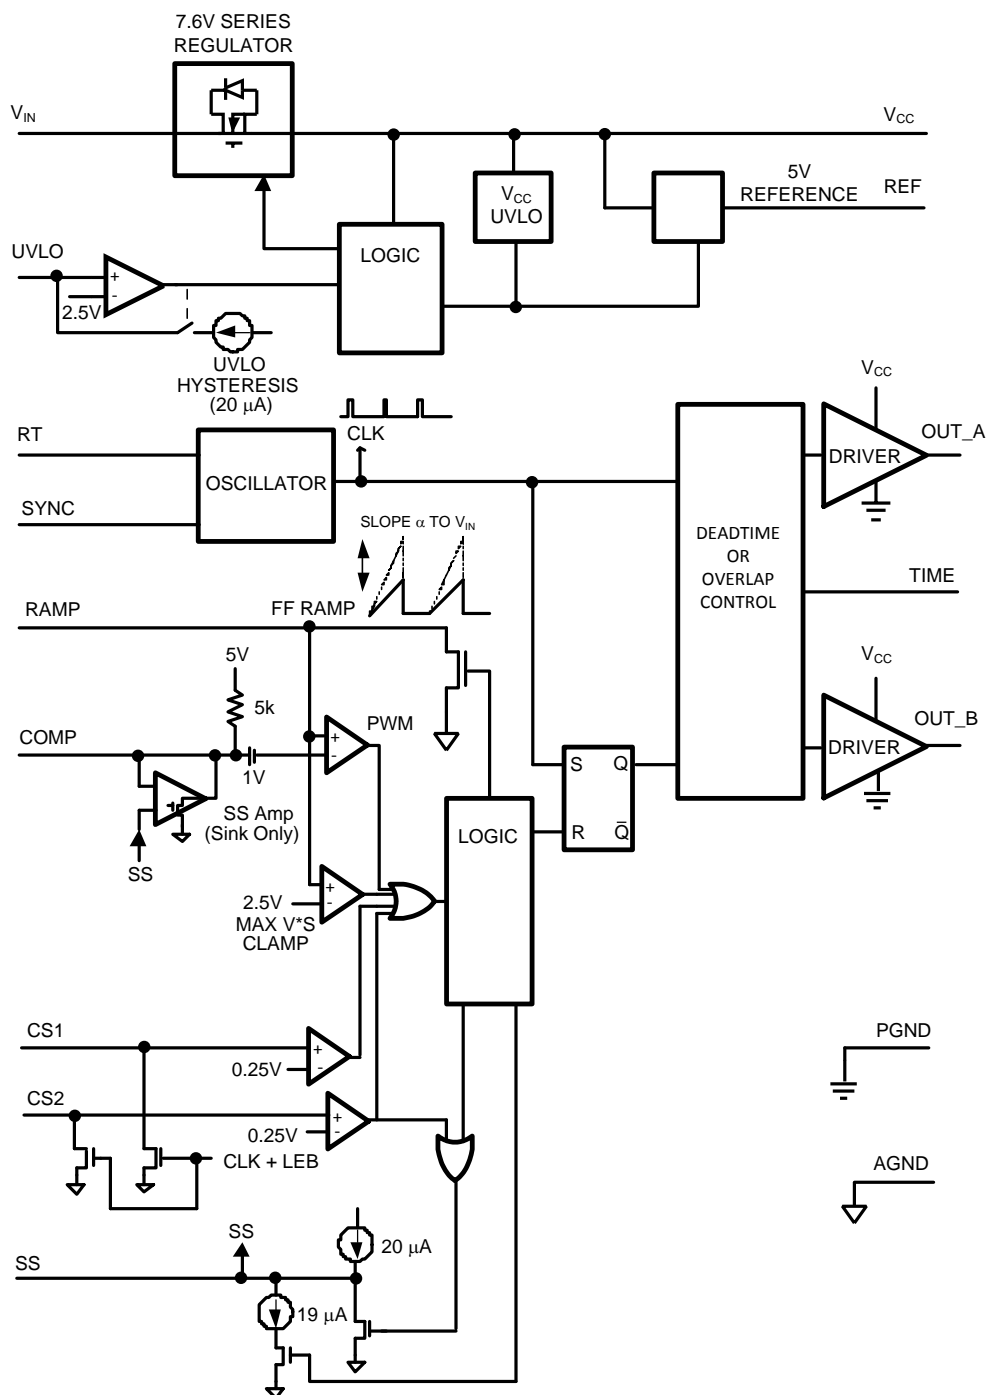 7.6V SERIES
REGULATOR
VIN
VCC
5V
REFERENCE
REF
VCC
UVLO
UVLO
LOGIC
+
-
2.5V
UVLO
HYSTERESIS
(20 μA)
VCC
RT
CLK
OUT_A
DRIVER
OSCILLATOR
SYNC
SLOPE α TO VIN
DEADTIME
OR
OVERLAP
CONTROL
TIME
RAMP
FF RAMP
5V
VCC
5k
PWM
OUT_B
COMP
+
-
DRIVER
1V
S Q
SS Amp
(Sink Only)
LOGIC
R Q̅
SS
+
2.5V
-
MAX V*S
CLAMP
CS1
PGND
+
0.25V
-
CS2
+
0.25V
-
CLK + LEB
AGND
SS
20 μA
SS
19 μA